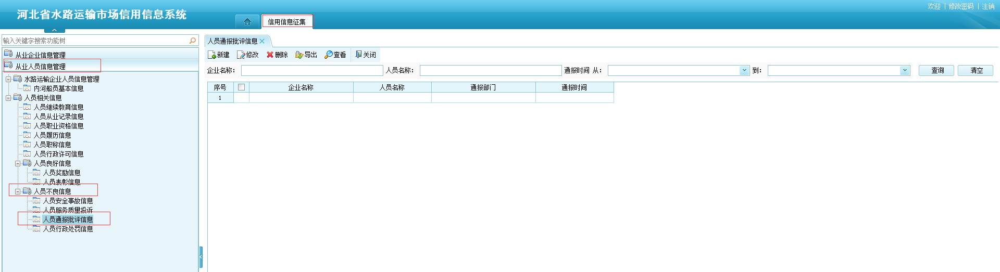 河北省水路运输市场信用信息系统
欢迎 | 修改密码 | 注销
信用信息征集
输入关键字搜索功能树
从业企业信息管理
从业人员信息管理
水路运输企业人员信息管理
内河船员基本信息
人员相关信息
人员继续教育信息
人员从业记录信息
人员职业资格信息
人员履历信息
人员职称信息
人员行政许可信息
人员良好信息
人员奖励信息
人员表彰信息
人员不良信息
人员安全事故信息
人员服务质量投诉
人员通报批评信息
人员行政处罚信息
人员通报批评信息
新建 修改 删除 导出 查看 关闭
企业名称： 人员名称： 通报时间 从： 到： 查询 清空
序号 企业名称 人员名称 通报部门 通报时间
1